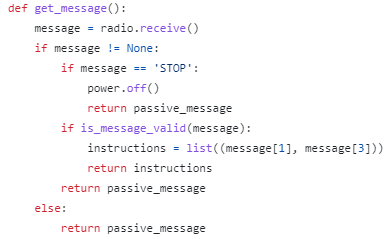 def get_message():
    message = radio.receive()
    if message != None:
        if message == 'STOP':
            power.off()
            return passive_message
        if is_message_valid(message):
            instructions = list((message[1], message[3]))
            return instructions
        return passive_message
    else:
        return passive_message